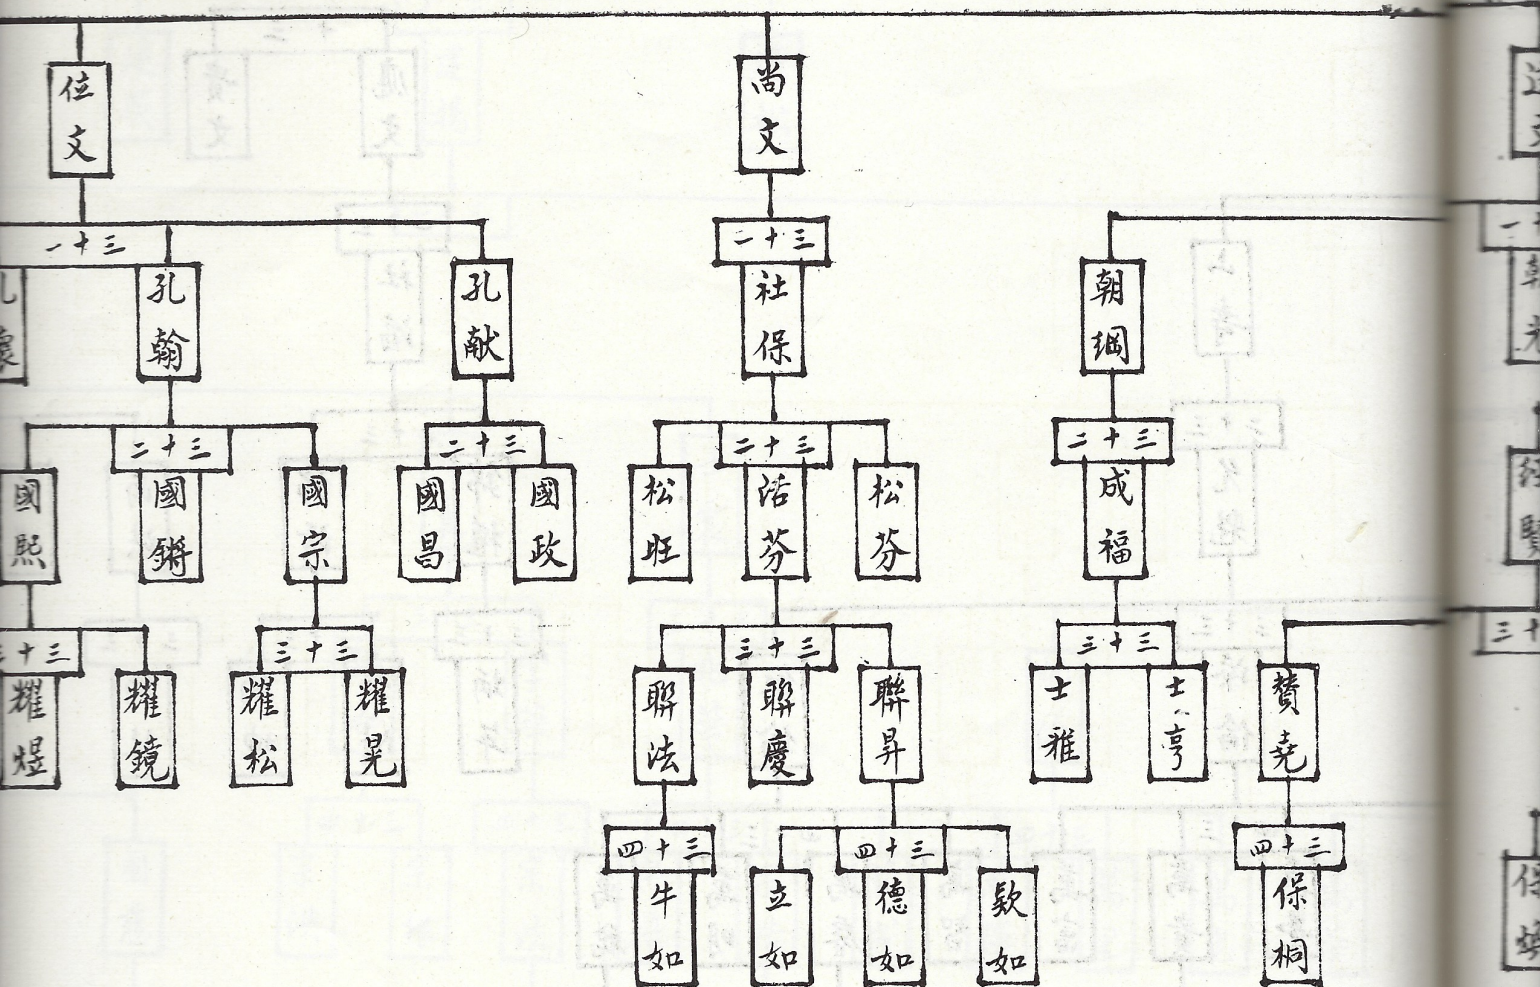 位文
尚文
一十三
二十三
孔翰
孔献
社保
朝綱
二十三
二十三
二十三
二十三
國熙
國鏘
國宗
國昌
國政
松旺
活芬
松芬
成福
三十三
三十三
三十三
三十三
耀煜
耀鏡
耀松
耀晃
聯法
聯慶
聯昇
士雅
士亨
贊堯
四十三
四十三
四十三
牛如
立如
德如
欵如
保桐